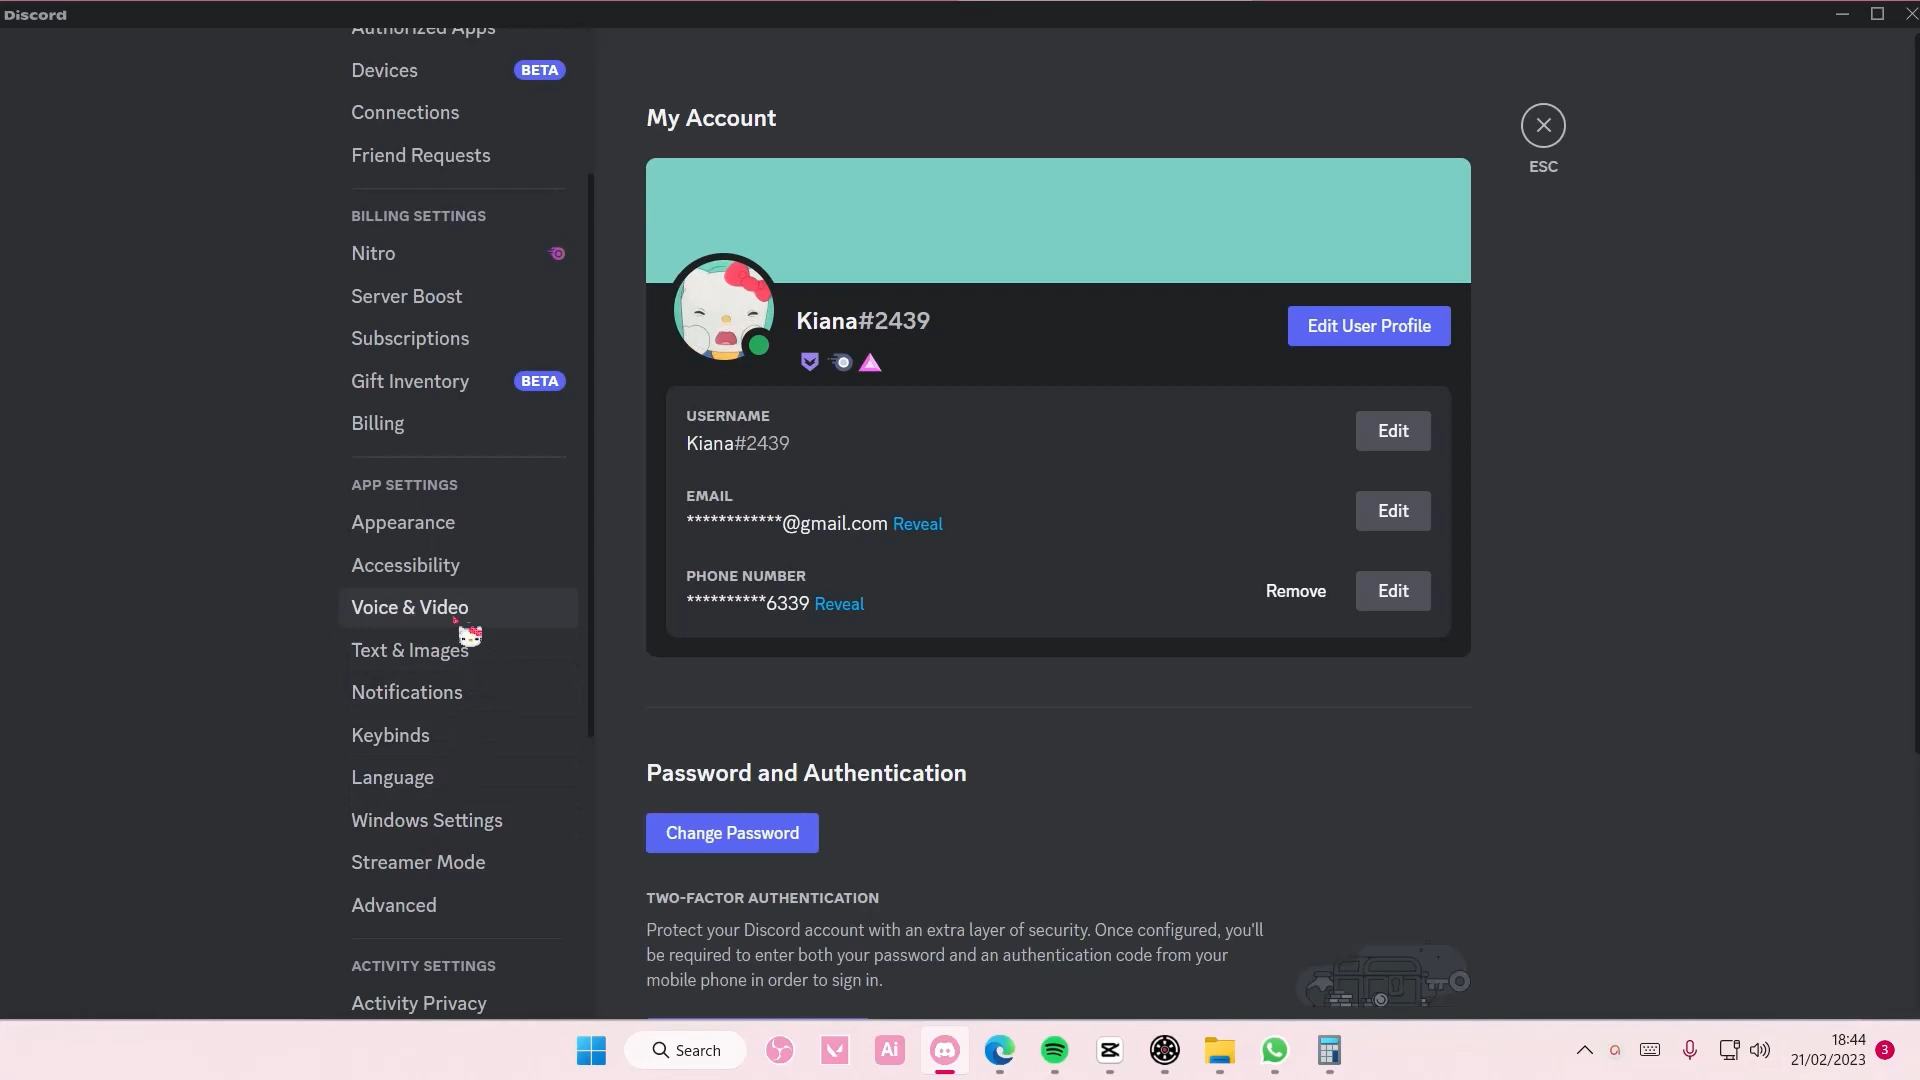 Discord
Authorized Apps
Devices BETA
Connections
Friend Requests
BILLING SETTINGS
Nitro
Server Boost
Subscriptions
Gift Inventory BETA
Billing
APP SETTINGS
Appearance
Accessibility
Voice & Video
Text & Images
Notifications
Keybinds
Language
Windows Settings
Streamer Mode
Advanced
ACTIVITY SETTINGS
Activity Privacy
My Account
ESC
Kiana#2439
Edit User Profile
USERNAME
Kiana#2439
Edit
EMAIL
************@gmail.com Reveal
Edit
PHONE NUMBER
**********6339 Reveal
Remove
Edit
Password and Authentication
Change Password
TWO-FACTOR AUTHENTICATION
Protect your Discord account with an extra layer of security. Once configured, you'll
be required to enter both your password and an authentication code from your
mobile phone in order to sign in.
Search
Ai
18:44
21/02/2023
3